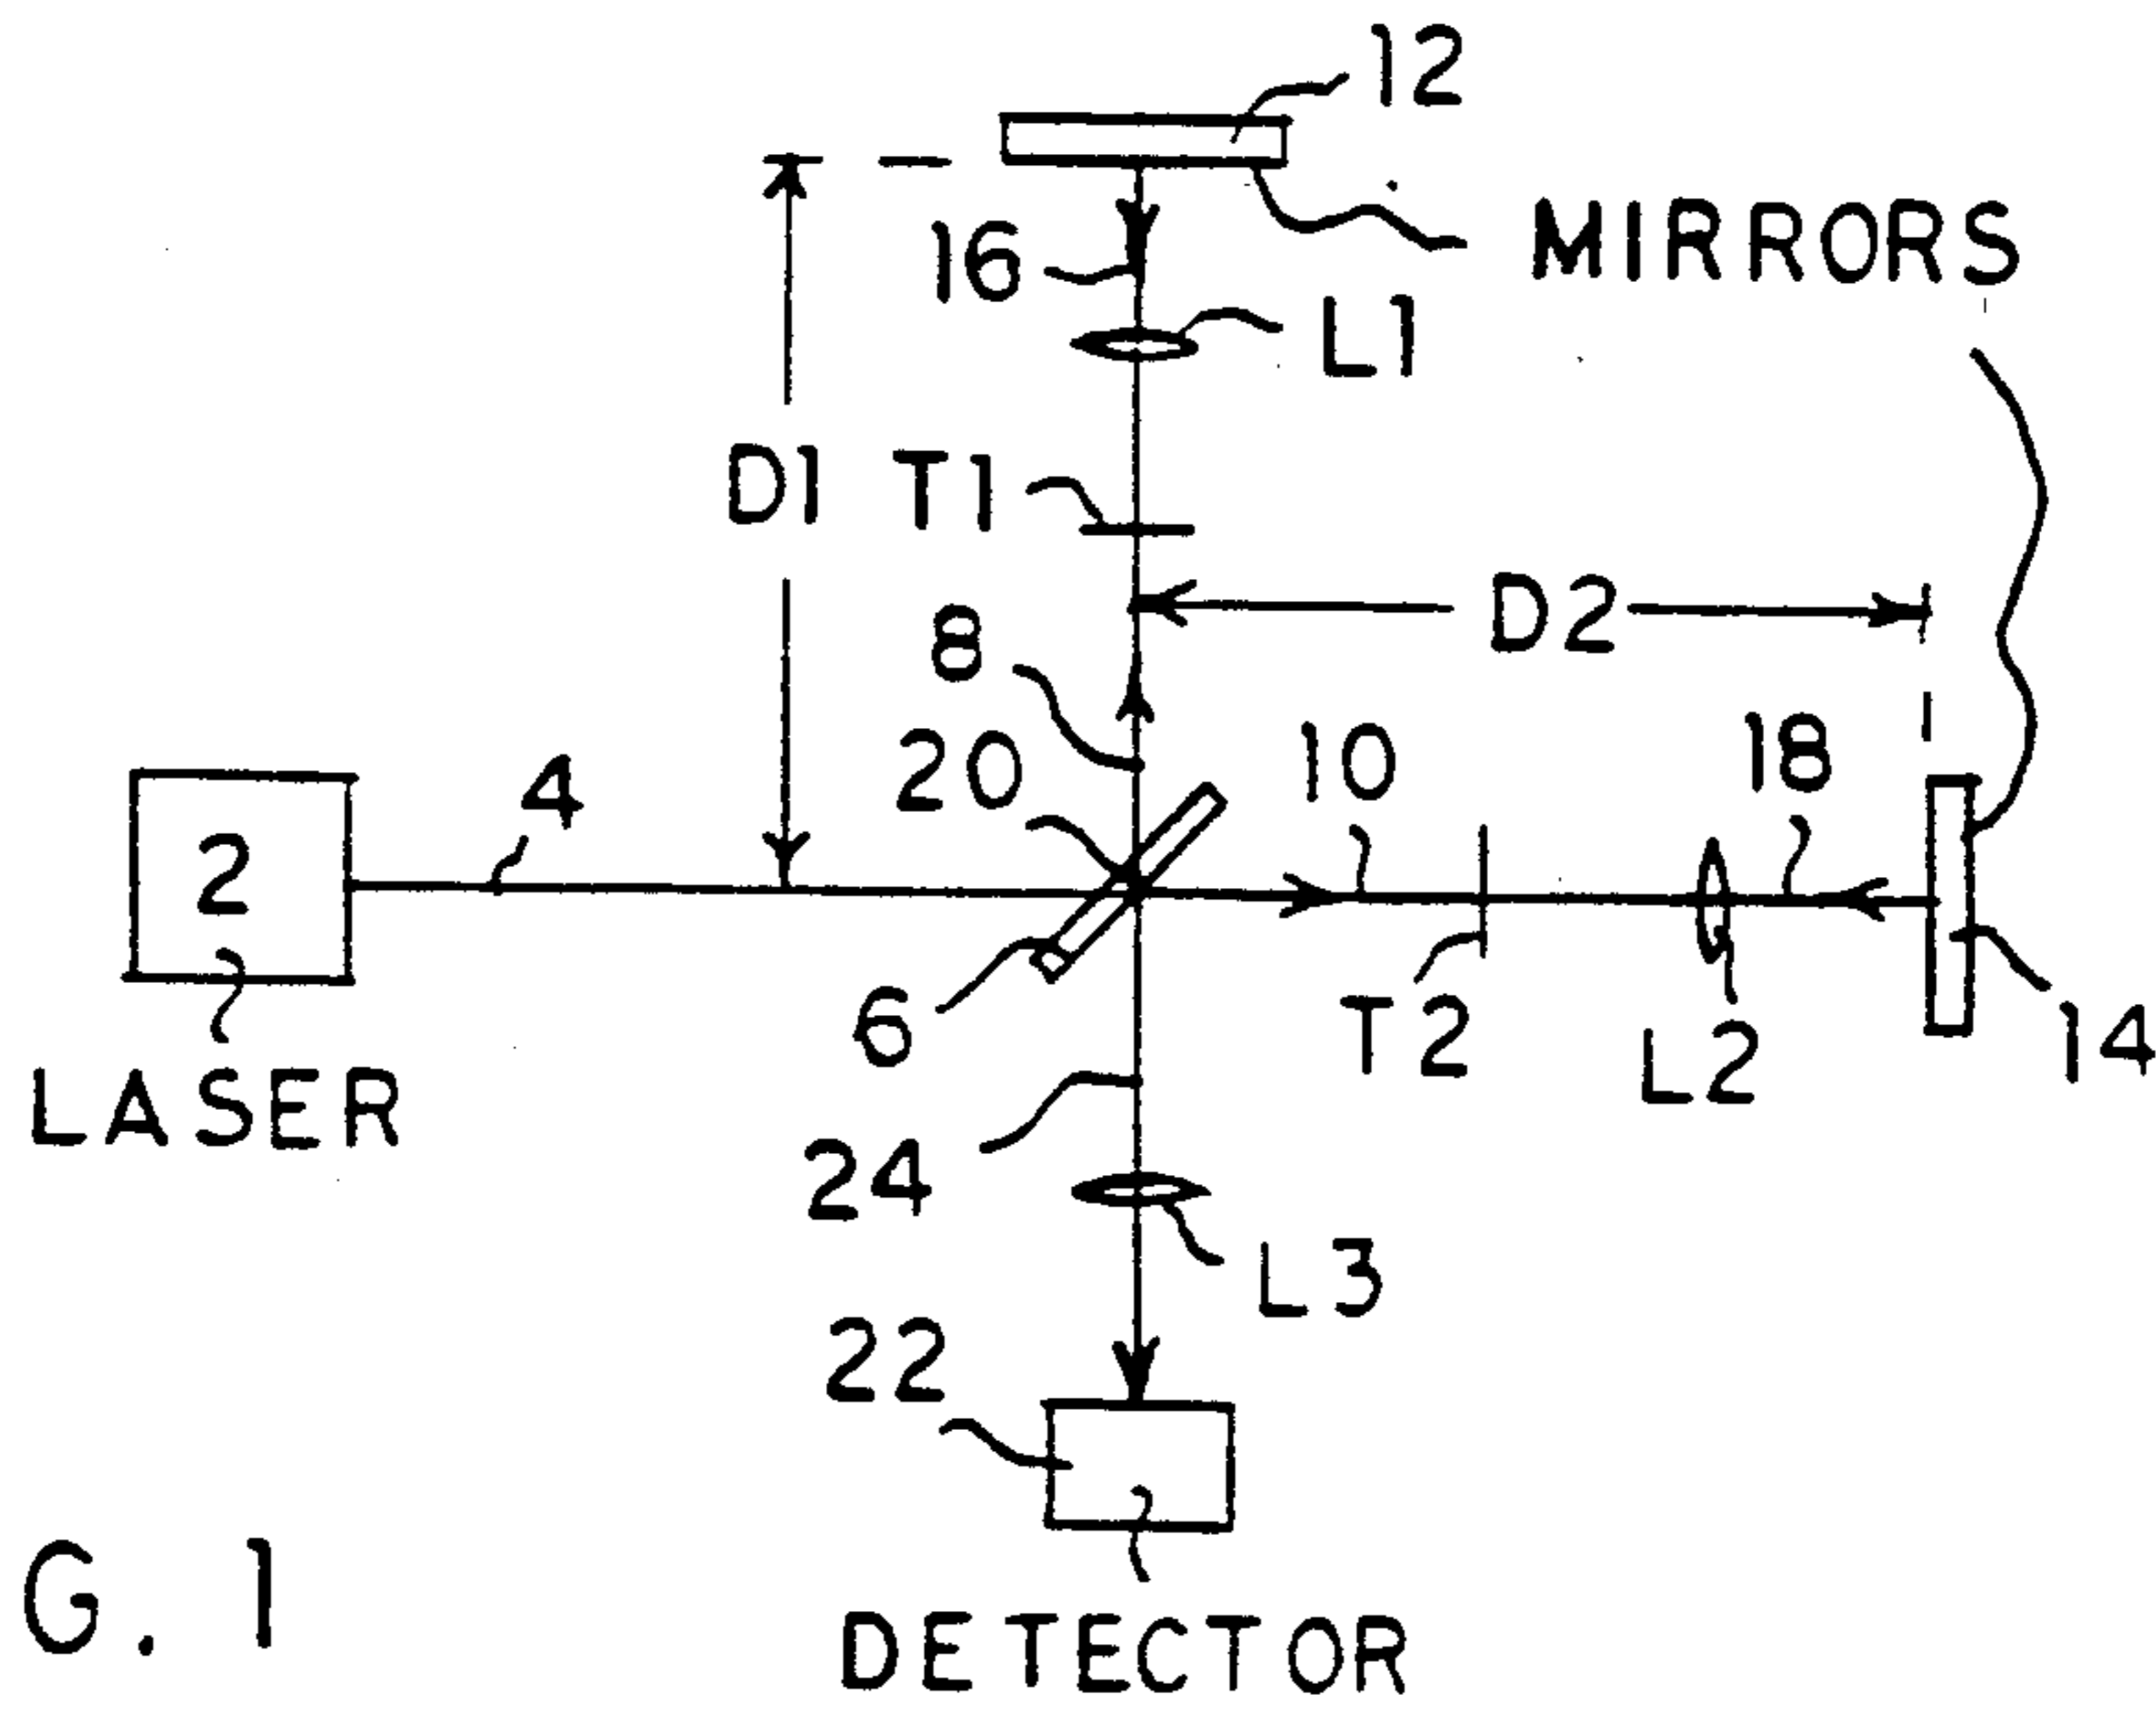 12
MIRRORS
16
L1
D1 T1
D2
8
20
10
18
4
2
6
T2
L2
14
LASER
24
L3
22
G. 1
DETECTOR